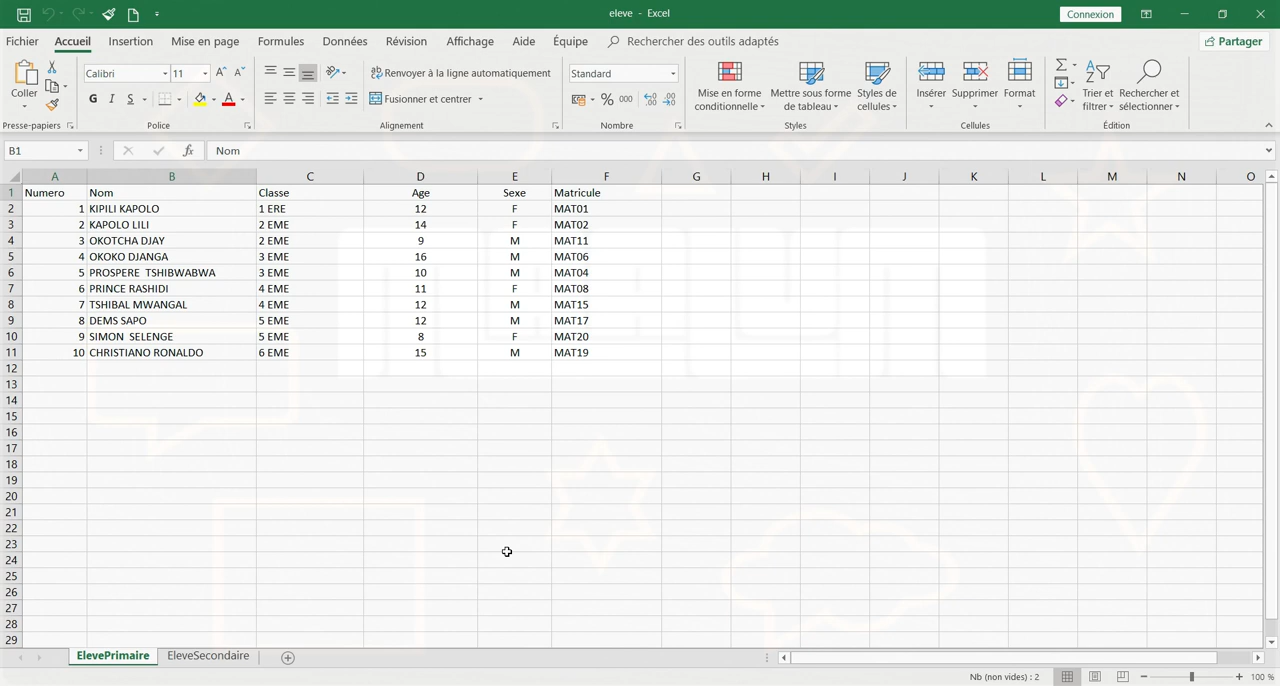 eleve - Excel
Connexion
Fichier Accueil Insertion Mise en page Formules Données Révision Affichage Aide Équipe Rechercher des outils adaptés Partager
Coller
Calibri 11
G I S
Renvoyer à la ligne automatiquement
Fusionner et centrer
Standard
% 000
Mise en forme conditionnelle
Mettre sous forme de tableau
Styles de cellules
Insérer Supprimer Format
Trier et filtrer
Rechercher et sélectionner
Presse-papiers Police Alignement Nombre Styles Cellules Édition
B1 fx Nom
A B C D E F G H I J K L M N O
1 Numero Nom Classe Age Sexe Matricule
2 1 KIPILI KAPOLO 1 ERE 12 F MAT01
3 2 KAPOLO LILI 2 EME 14 F MAT02
4 3 OKOTCHA DJAY 2 EME 9 M MAT11
5 4 OKOKO DJANGA 3 EME 16 M MAT06
6 5 PROSPERE TSHIBWABWA 3 EME 10 M MAT04
7 6 PRINCE RASHIDI 4 EME 11 F MAT08
8 7 TSHIBAL MWANGAL 4 EME 12 M MAT15
9 8 DEMS SAPO 5 EME 12 M MAT17
10 9 SIMON SELENGE 5 EME 8 F MAT20
11 10 CHRISTIANO RONALDO 6 EME 15 M MAT19
12
13
14
15
16
17
18
19
20
21
22
23
24
25
26
27
28
29
ElevePrimaire EleveSecondaire
Nb (non vides) : 2 100 %